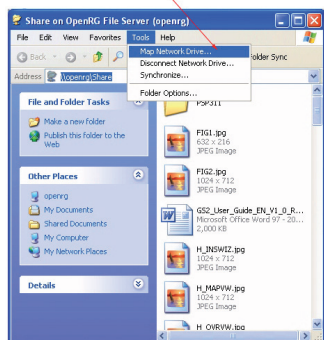 Share on OpenRG File Server (openrg)
File Edit View Favorites Tools Help
Back
Folder Sync
Address \\openrg\Share
Map Network Drive...
Disconnect Network Drive...
Synchronize...
Folder Options...
File and Folder Tasks
Make a new folder
Publish this folder to the
Web
Other Places
openrg
My Documents
Shared Documents
My Computer
My Network Places
Details
PSP311
FIG1.jpg
632 x 216
JPEG Image
FIG2.jpg
1024 x 712
JPEG Image
GS2_User_Guide_EN_V1_0_R...
Microsoft Office Word 97 - 20...
2,000 KB
H_INSWIZ.jpg
1024 x 712
JPEG Image
H_MAPVW.jpg
1024 x 712
JPEG Image
H_OVRVW.jpg